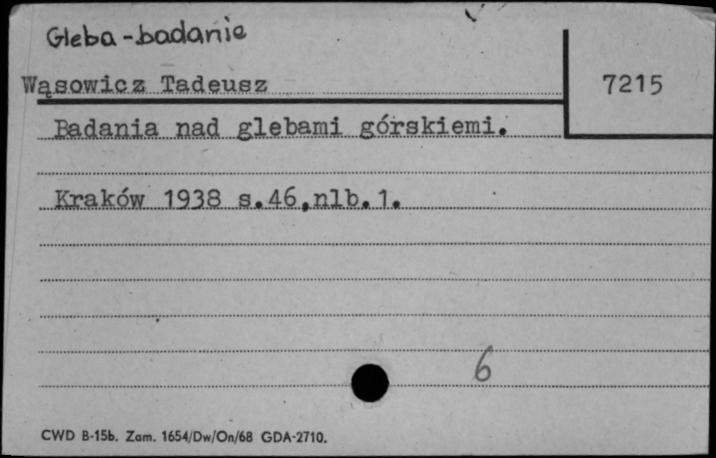 Gleba - badanie
Wąsowicz Tadeusz
7215
Badania nad glebami górskiemi.
Kraków 1938 s.46,nlb.1.
6
CWD B-15b. Zam. 1654/Dw/On/68 GDA-2710.